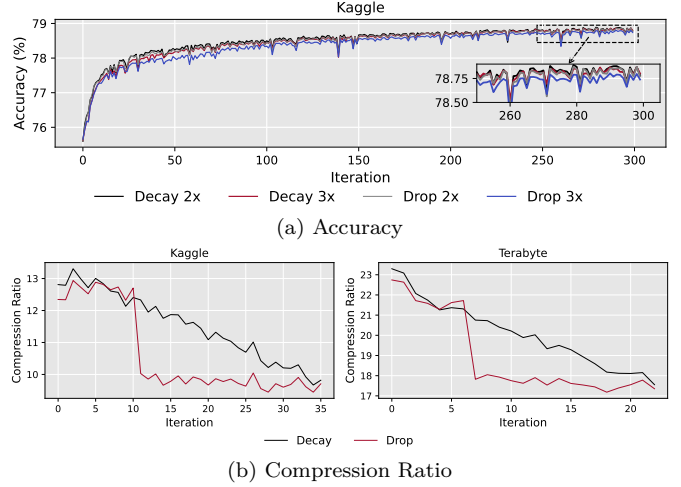 Kaggle
Accuracy (%)
79
78
77
76
78.75
78.50
260
280
300
0
50
100
150
200
250
300
Iteration
Decay 2x
Decay 3x
Drop 2x
Drop 3x
(a) Accuracy
Kaggle
Compression Ratio
13
12
11
10
0
5
10
15
20
25
30
35
Iteration
Terabyte
Compression Ratio
23
22
21
20
19
18
17
0
5
10
15
20
Iteration
Decay
Drop
(b) Compression Ratio